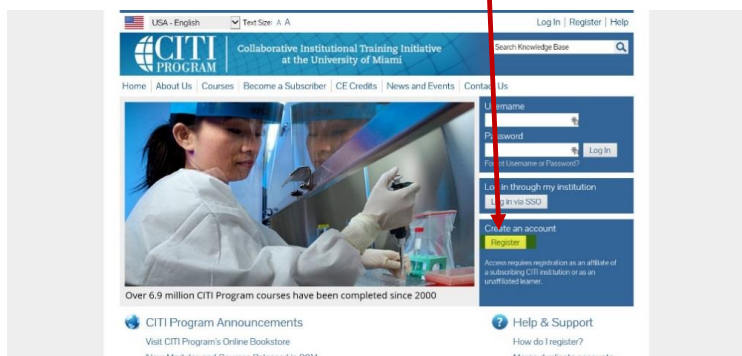 USA - English Text Size: A A Log In | Register | Help
CITI PROGRAM
Collaborative Institutional Training Initiative
at the University of Miami
Search Knowledge Base
Home | About Us | Courses | Become a Subscriber | CE Credits | News and Events | Contact Us
Username
Password
Log In
Forgot Username or Password?
Log in through my institution
Log in via SSO
Create an account
Register
Access requires registration as an affiliate of
a subscribing CITI institution or as an
unaffiliated learner.
Over 6.9 million CITI Program courses have been completed since 2000
CITI Program Announcements
Visit CITI Program's Online Bookstore
Help & Support
How do I register?